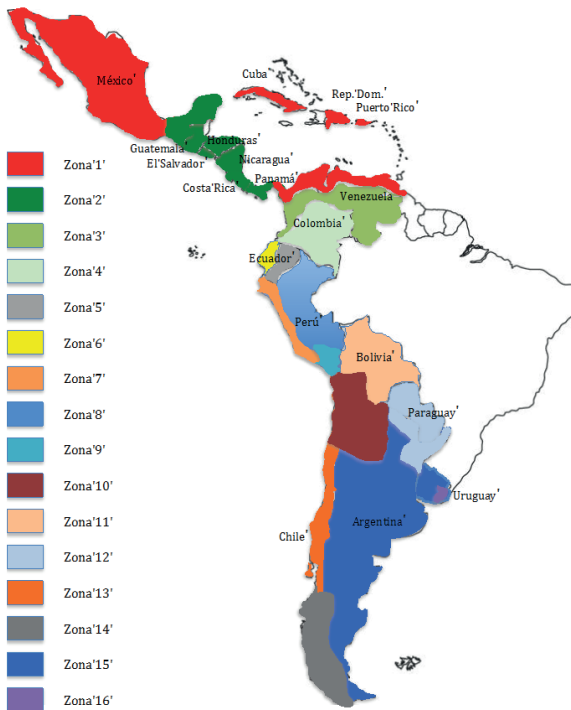 México'
Cuba
Rep.'Dom.'
Puerto'Rico'
Guatemala'
Honduras'
El'Salvador'
Nicaragua'
Costa'Rica'
Panamá'
Venezuela
Colombia'
Ecuador'
Perú'
Bolivia'
Paraguay'
Uruguay'
Argentina'
Chile'
Zona'1'
Zona'2'
Zona'3'
Zona'4'
Zona'5'
Zona'6'
Zona'7'
Zona'8'
Zona'9'
Zona'10'
Zona'11'
Zona'12'
Zona'13'
Zona'14'
Zona'15'
Zona'16'